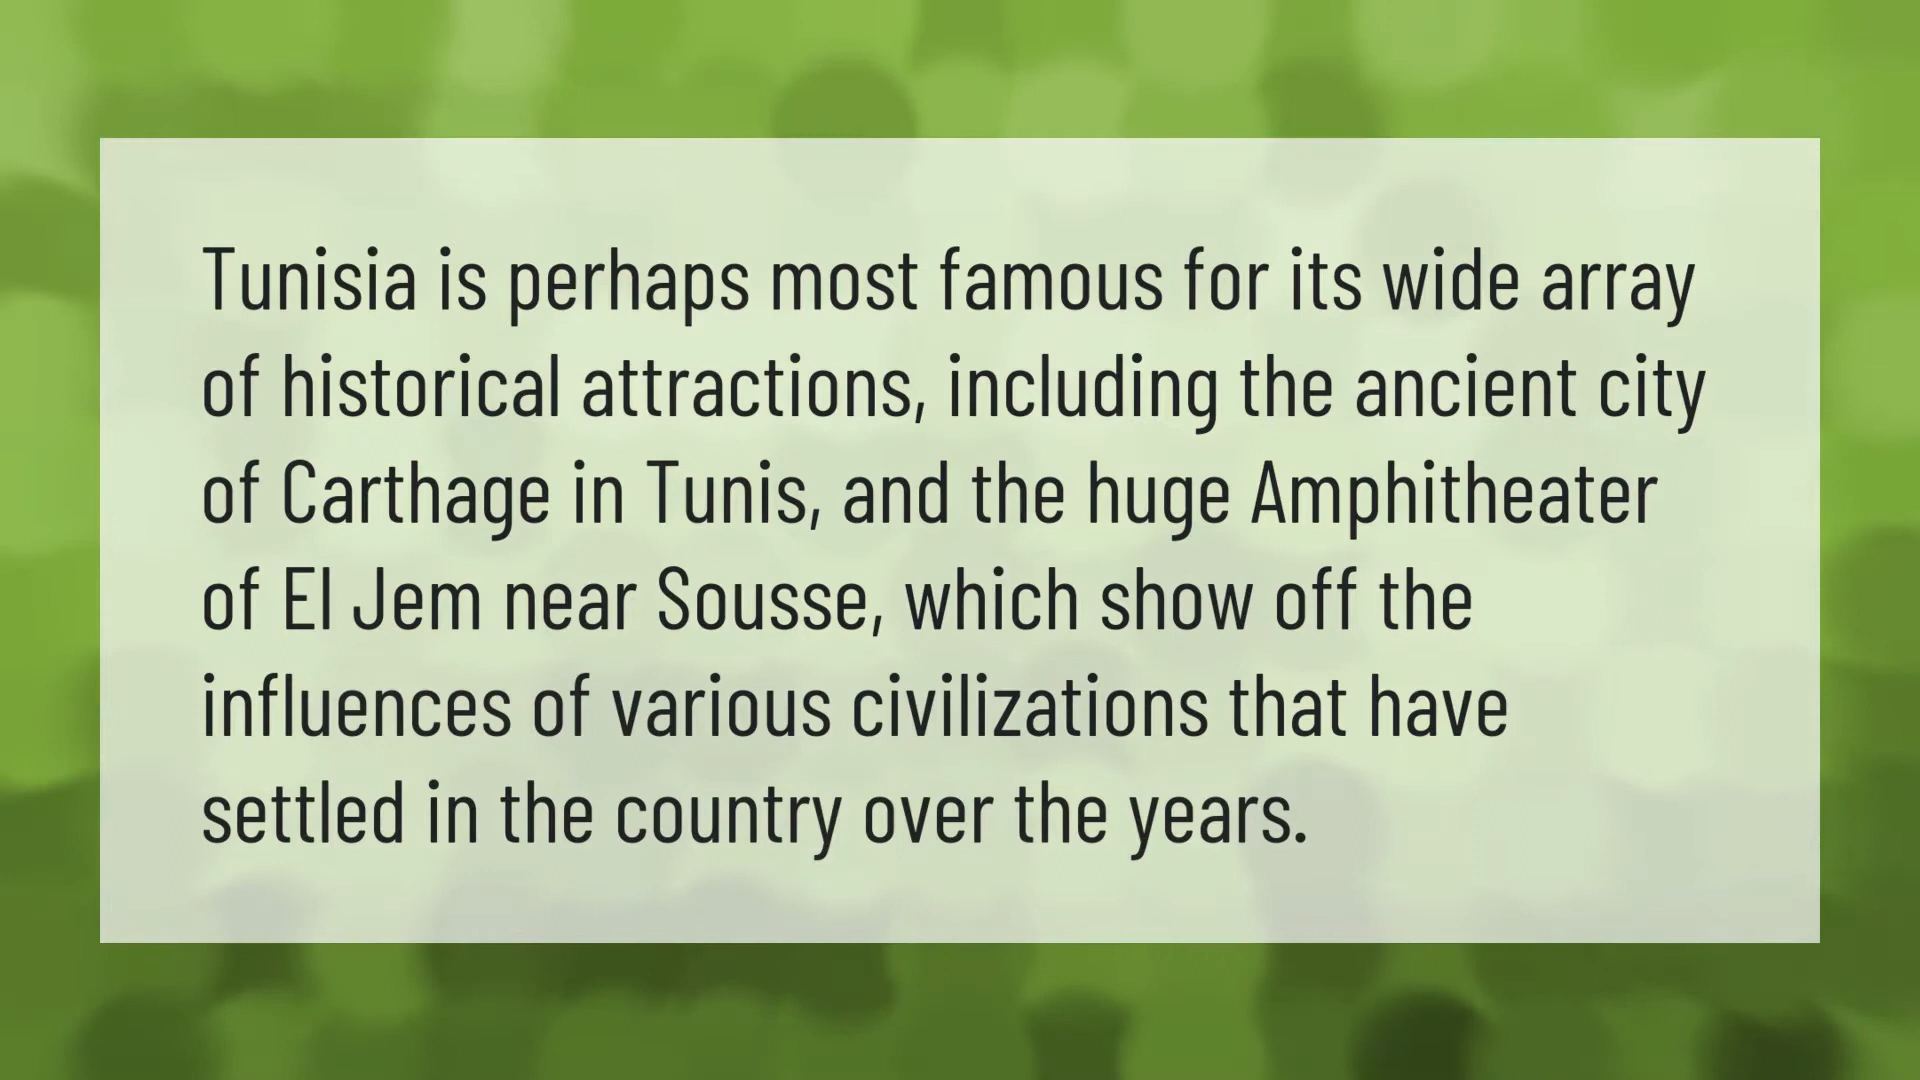 Tunisia is perhaps most famous for its wide array
of historical attractions, including the ancient city
of Carthage in Tunis, and the huge Amphitheater
of El Jem near Sousse, which show off the
influences of various civilizations that have
settled in the country over the years.